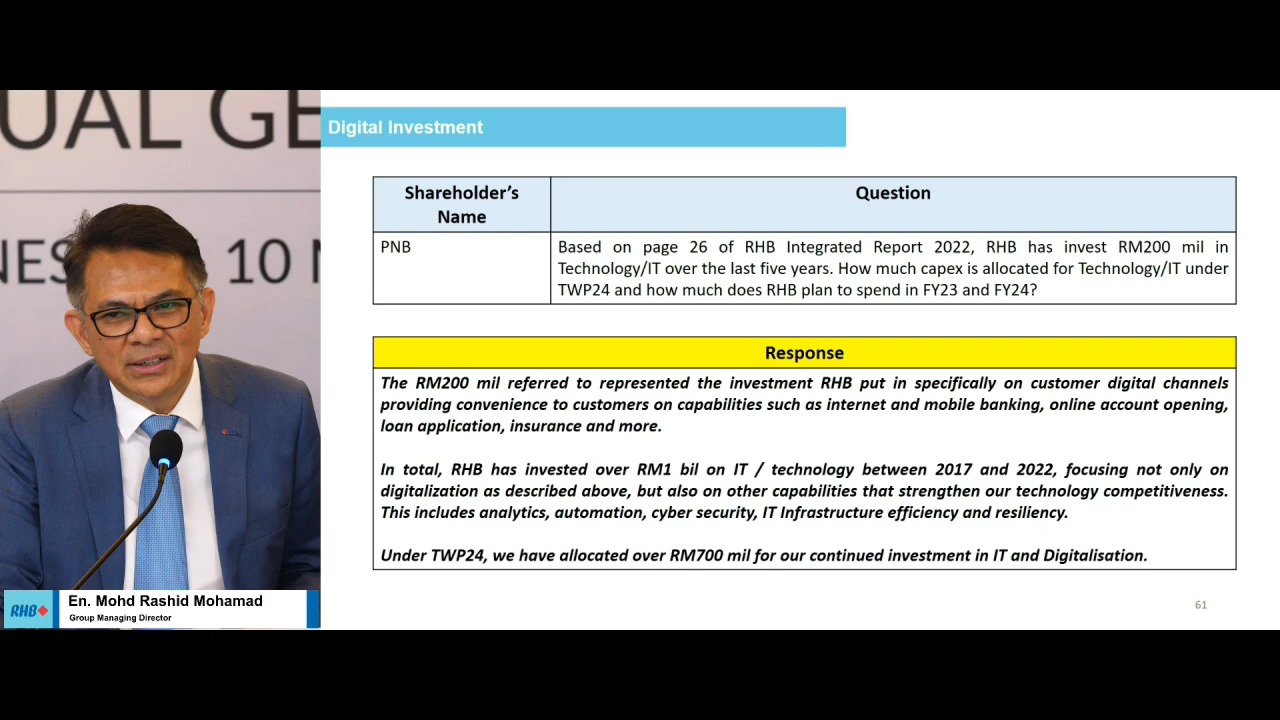 UAL GE
NES
10
Digital Investment
Shareholder's
Name
Question
PNB
Based on page 26 of RHB Integrated Report 2022, RHB has invest RM200 mil in
Technology/IT over the last five years. How much capex is allocated for Technology/IT under
TWP24 and how much does RHB plan to spend in FY23 and FY24?
Response
The RM200 mil referred to represented the investment RHB put in specifically on customer digital channels
providing convenience to customers on capabilities such as internet and mobile banking, online account opening,
loan application, insurance and more.
In total, RHB has invested over RM1 bil on IT / technology between 2017 and 2022, focusing not only on
digitalization as described above, but also on other capabilities that strengthen our technology competitiveness.
This includes analytics, automation, cyber security, IT Infrastructure efficiency and resiliency.
Under TWP24, we have allocated over RM700 mil for our continued investment in IT and Digitalisation.
RHB
En. Mohd Rashid Mohamad
Group Managing Director
61